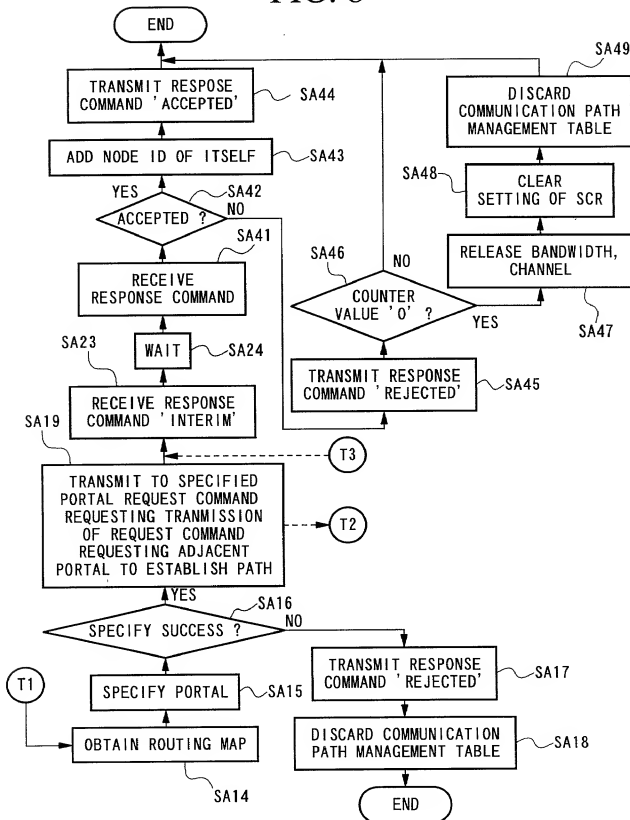 END
TRANSMIT RESPOSE
COMMAND 'ACCEPTED'
SA44
ADD NODE ID OF ITSELF
SA43
YES
SA42
ACCEPTED ?
NO
SA41
RECEIVE
RESPONSE COMMAND
WAIT
SA24
SA23
RECEIVE RESPONSE
COMMAND 'INTERIM'
SA19
TRANSMIT TO SPECIFIED
PORTAL REQUEST COMMAND
REQUESTING TRANMISSION
OF REQUEST COMMAND
REQUESTING ADJACENT
PORTAL TO ESTABLISH PATH
T3
T2
YES
SA16
SPECIFY SUCCESS ?
NO
T1
SPECIFY PORTAL
SA15
OBTAIN ROUTING MAP
SA14
TRANSMIT RESPONSE
COMMAND 'REJECTED'
SA17
DISCARD COMMUNICATION
PATH MANAGEMENT TABLE
SA18
END
SA49
DISCARD
COMMUNICATION PATH
MANAGEMENT TABLE
SA48
CLEAR
SETTING OF SCR
RELEASE BANDWIDTH,
CHANNEL
SA47
SA46
NO
COUNTER
VALUE '0' ?
YES
TRANSMIT RESPONSE
COMMAND 'REJECTED'
SA45